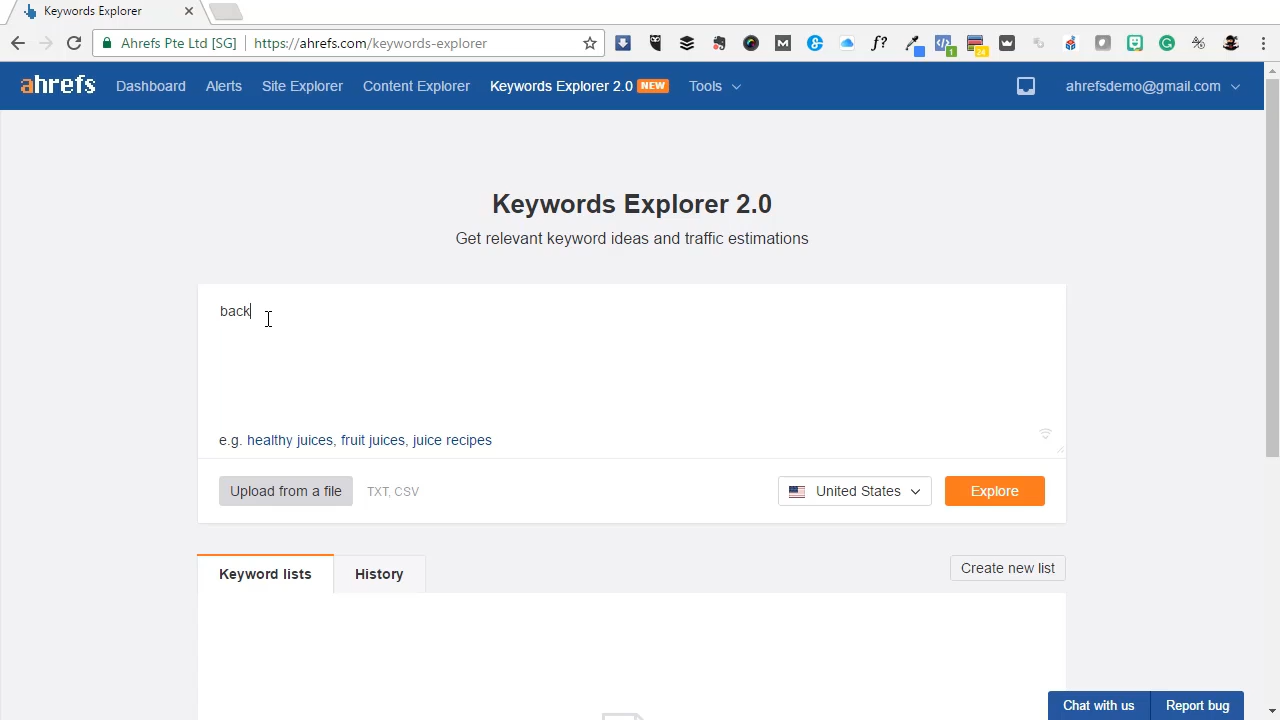 Keywords Explorer
Ahrefs Pte Ltd [SG] https://ahrefs.com/keywords-explorer
ahrefs Dashboard Alerts Site Explorer Content Explorer Keywords Explorer 2.0 NEW Tools ahrefsdemo@gmail.com
Keywords Explorer 2.0
Get relevant keyword ideas and traffic estimations
back
e.g. healthy juices, fruit juices, juice recipes
Upload from a file TXT, CSV United States Explore
Keyword lists History Create new list
Chat with us Report bug